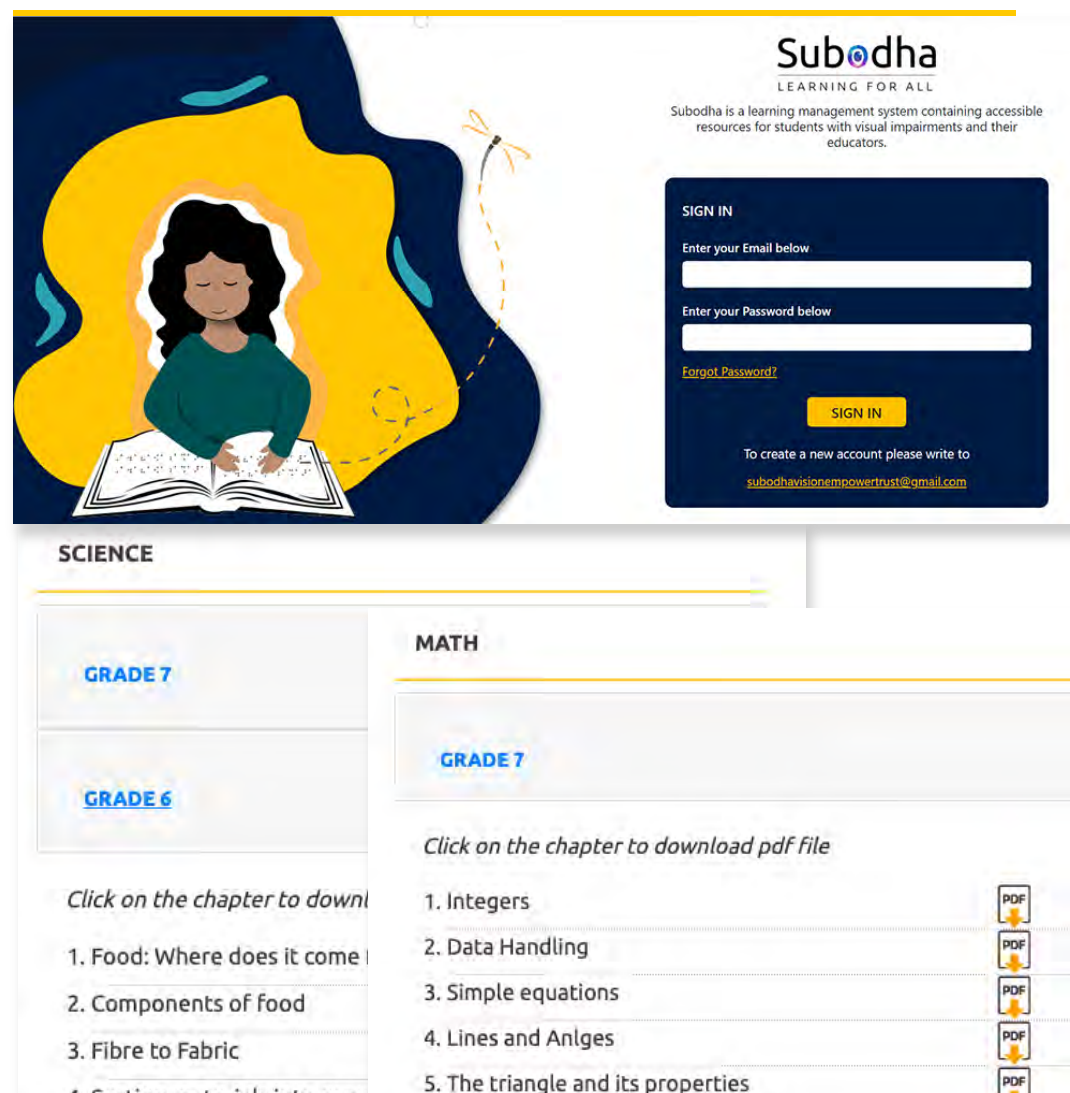 Subodha
LEARNING FOR ALL
Subodha is a learning management system containing accessible
resources for students with visual impairments and their
educators.
SIGN IN
Enter your Email below
Enter your Password below
Forgot Password?
SIGN IN
To create a new account please write to
subodhavisionempowertrust@gmail.com
SCIENCE
GRADE 7
GRADE 6
Click on the chapter to
1. Food: Where does it come
2. Components of food
3. Fibre to Fabric
MATH
GRADE 7
Click on the chapter to download pdf file
1. Integers PDF
2. Data Handling PDF
3. Simple equations PDF
4. Lines and Anlges PDF
5. The triangle and its properties PDF